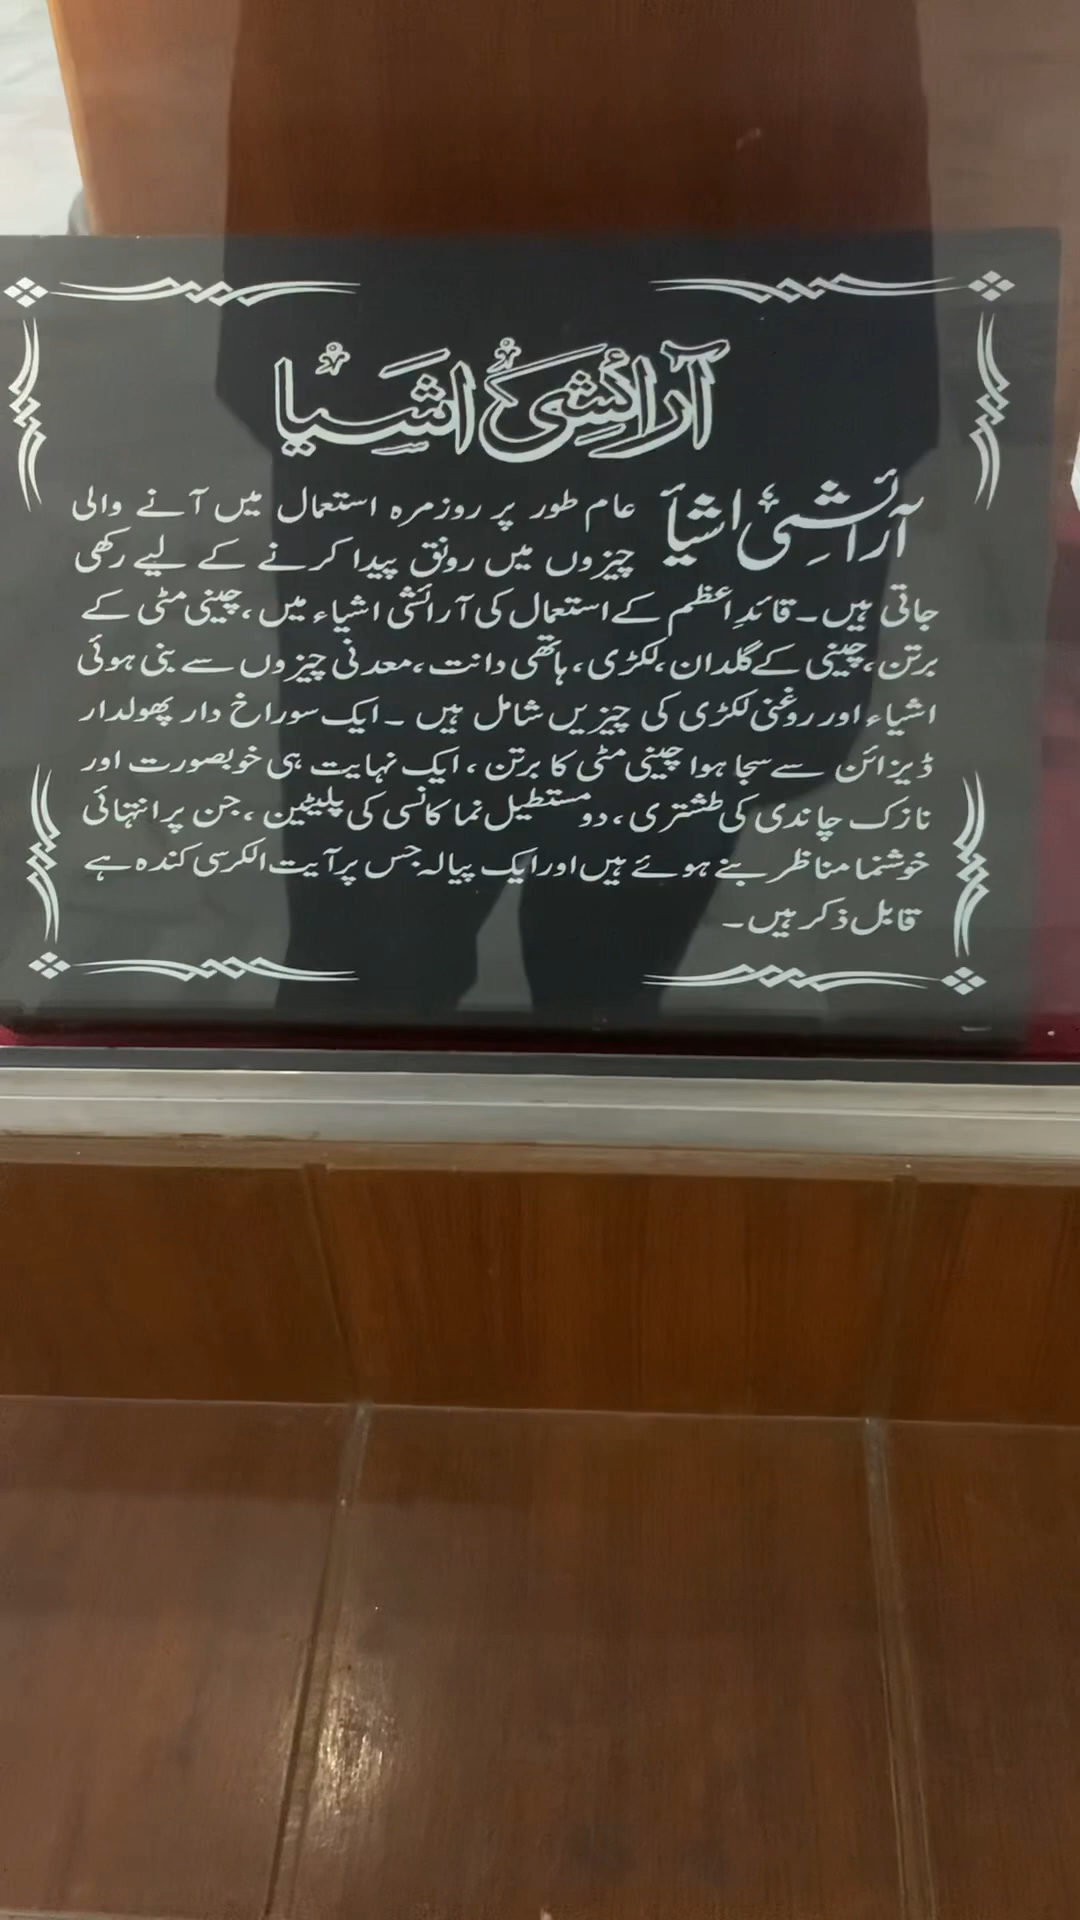 آرائشی اشیا
آرائشی اشیأ عام طور پر روزمرہ استعمال میں آنے والی
چیزوں میں رونق پیدا کرنے کے لیے رکھی
جاتی ہیں۔ قائدِاعظم کے استعمال کی آرائشی اشیاء میں، چینی مٹی کے
برتن، چینی کے گلدان، لکڑی، ہاتھی دانت، معدنی چیزوں سے بنی ہوئی
اشیاء اور روغنی لکڑی کی چیزیں شامل ہیں ۔ ایک سوراخ دار پھولدار
ڈیزائن سے سجا ہوا چینی مٹی کا برتن، ایک نہایت ہی خوبصورت اور
نازک چاندی کی طشتری، دو مستطیل نما کانسی کی پلیٹیں، جن پر انتہائی
خوشنما مناظر بنے ہوئے ہیں اور ایک پیالہ جس پر آیت الکرسی کندہ ہے
قابل ذکر ہیں۔